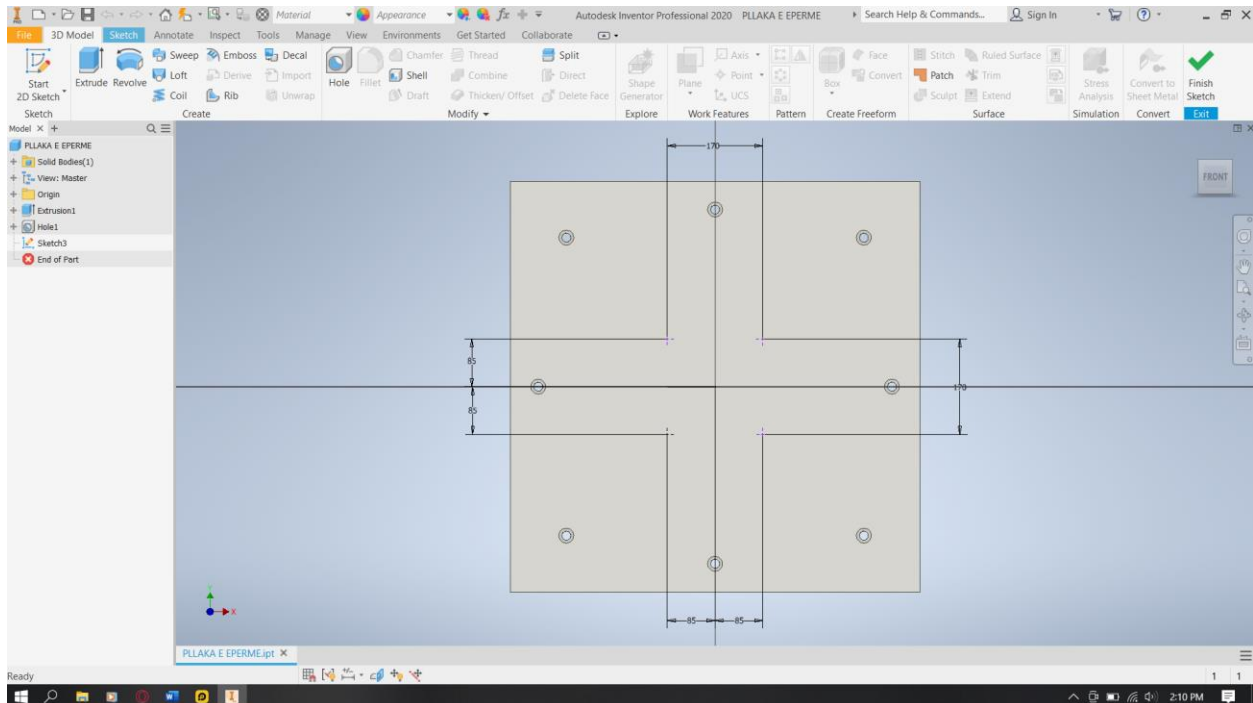 Material Appearance fx Autodesk Inventor Professional 2020 PLLAKA E EPERME Search Help & Commands... Sign In
File 3D Model Sketch Annotate Inspect Tools Manage View Environments Get Started Collaborate
Start
2D Sketch
Extrude Revolve
Sweep Emboss Decal
Loft Derive Import
Coil Rib Unwrap
Hole Fillet
Chamfer Thread Split
Shell Combine Direct
Draft Thicken/ Offset Delete Face
Shape
Generator
Plane
Axis
Point
UCS
Box
Face
Convert
Stitch Ruled Surface
Patch Trim
Sculpt Extend
Stress
Analysis
Convert to
Sheet Metal
Finish
Sketch
Sketch Create Modify Explore Work Features Pattern Create Freeform Surface Simulation Convert Exit
Model
PLLAKA E EPERME
Solid Bodies(1)
View: Master
Origin
Extrusion1
Hole1
Sketch3
End of Part
170
FRONT
85
170
85
85 85
Y
X
PLLAKA E EPERME.ipt
Ready 1 1
2:10 PM